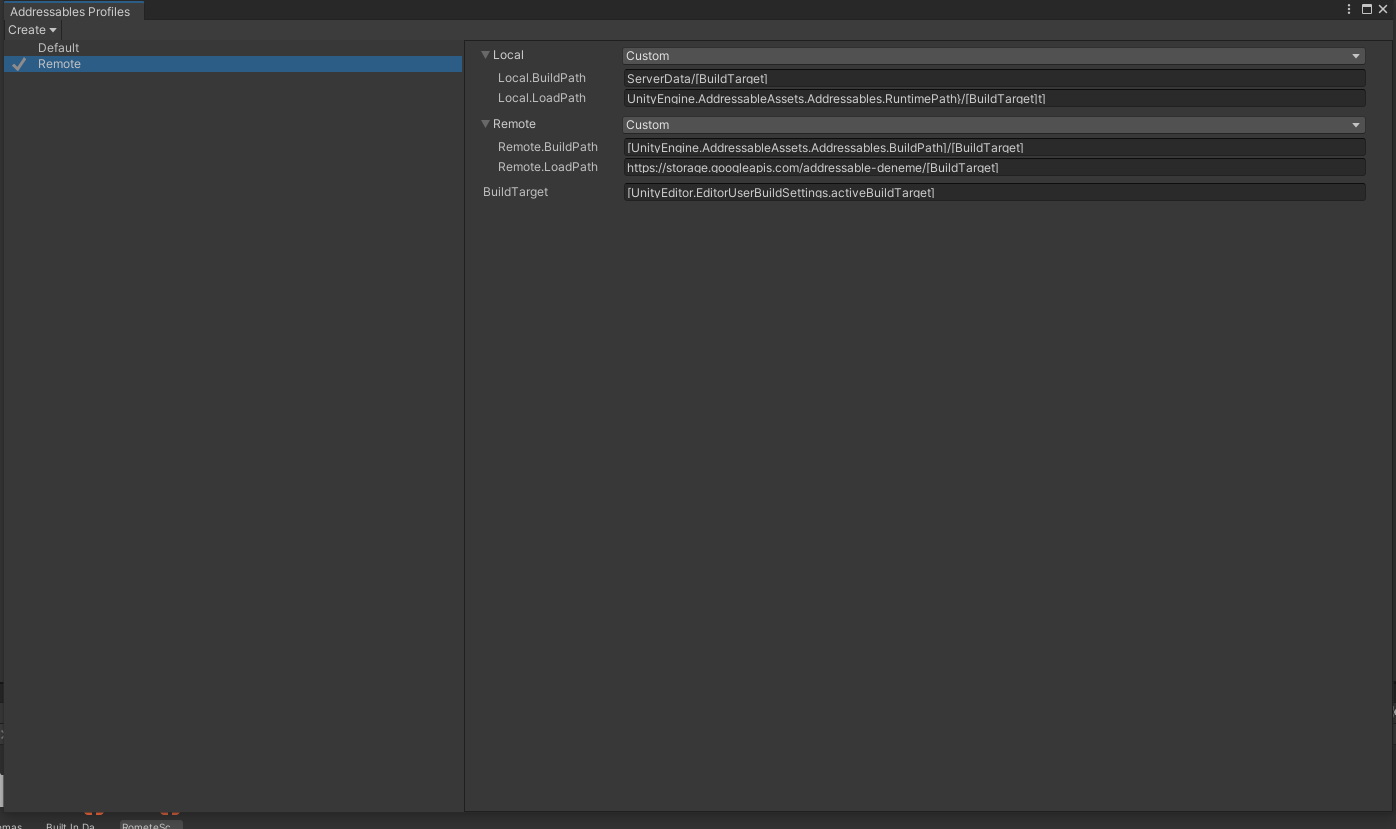 Addressables Profiles
Create
Default
Remote
Local
Custom
Local.BuildPath
ServerData/[BuildTarget]
Local.LoadPath
UnityEngine.AddressableAssets.Addressables.RuntimePath}/[BuildTarget]t]
Remote
Custom
Remote.BuildPath
[UnityEngine.AddressableAssets.Addressables.BuildPath]/[BuildTarget]
Remote.LoadPath
https://storage.googleapis.com/addressable-deneme/[BuildTarget]
BuildTarget
[UnityEditor.EditorUserBuildSettings.activeBuildTarget]
Built In Da...
RometeSc...